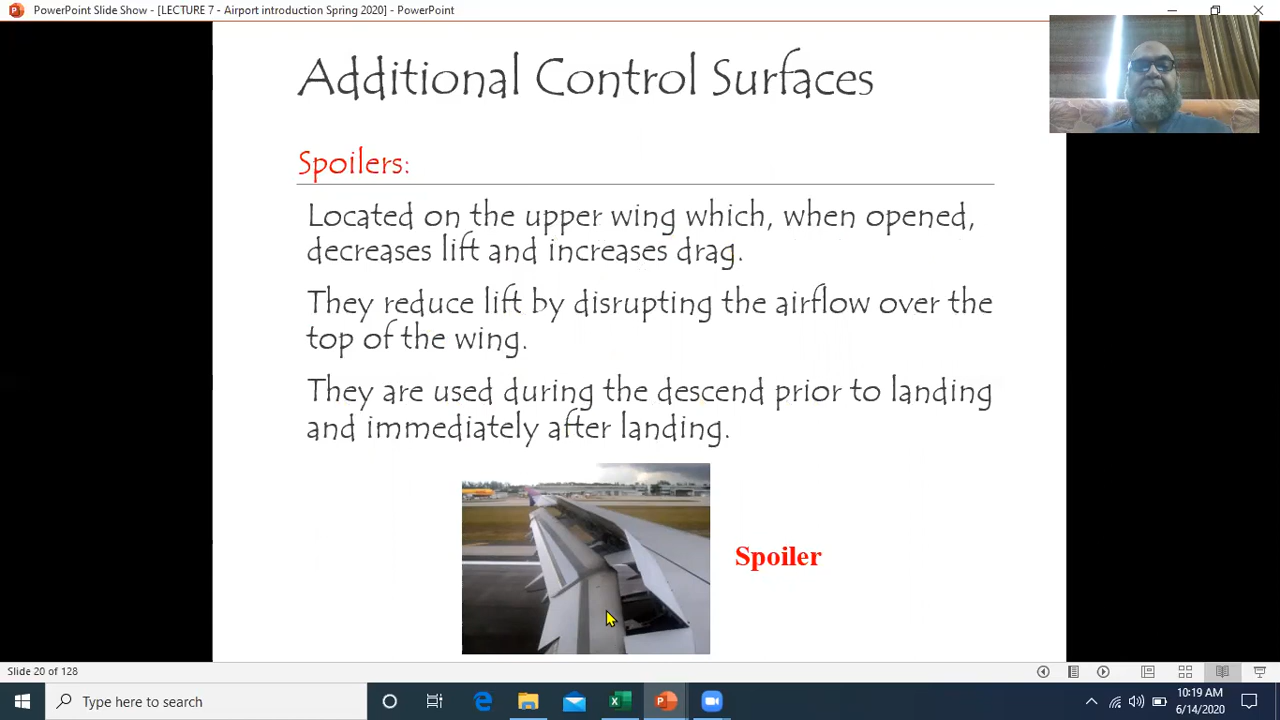 PowerPoint Slide Show - [LECTURE 7 - Airport introduction Spring 2020] - PowerPoint
Additional Control Surfaces
Spoilers:
Located on the upper wing which, when opened,
decreases lift and increases drag.
They reduce lift by disrupting the airflow over the
top of the wing.
They are used during the descend prior to landing
and immediately after landing.
Spoiler
Slide 20 of 128
Type here to search
10:19 AM
6/14/2020